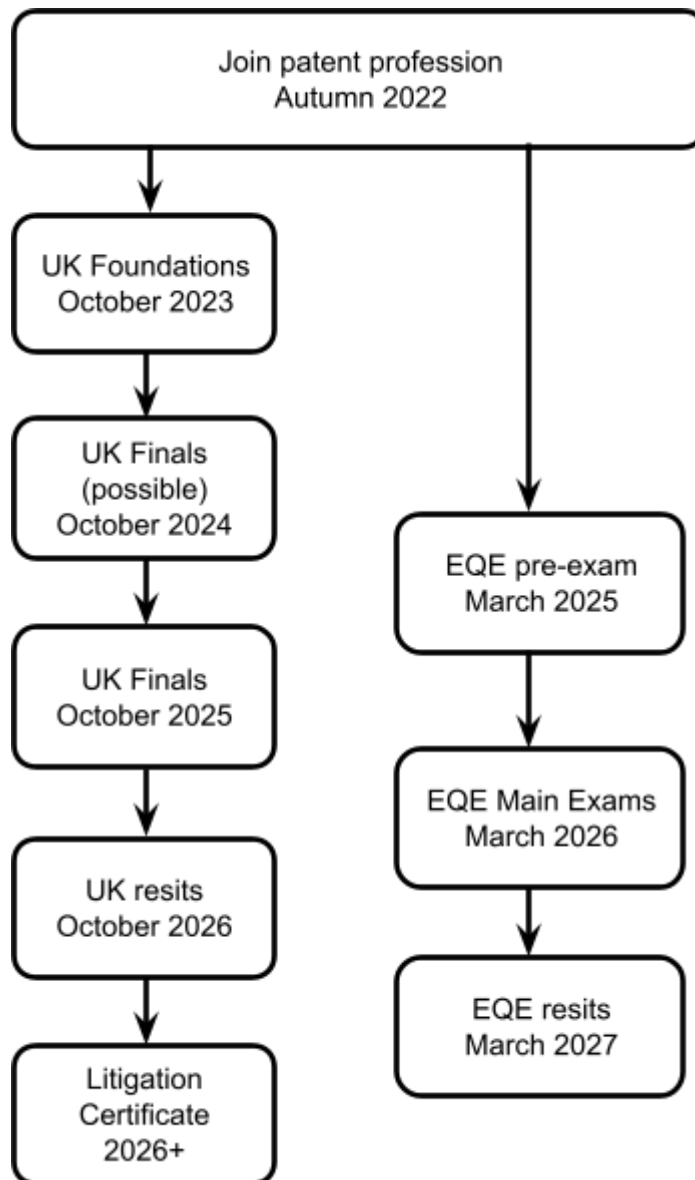 Join patent profession
Autumn 2022
UK Foundations
October 2023
UK Finals
(possible)
October 2024
UK Finals
October 2025
UK resits
October 2026
Litigation
Certificate
2026+
EQE pre-exam
March 2025
EQE Main Exams
March 2026
EQE resits
March 2027